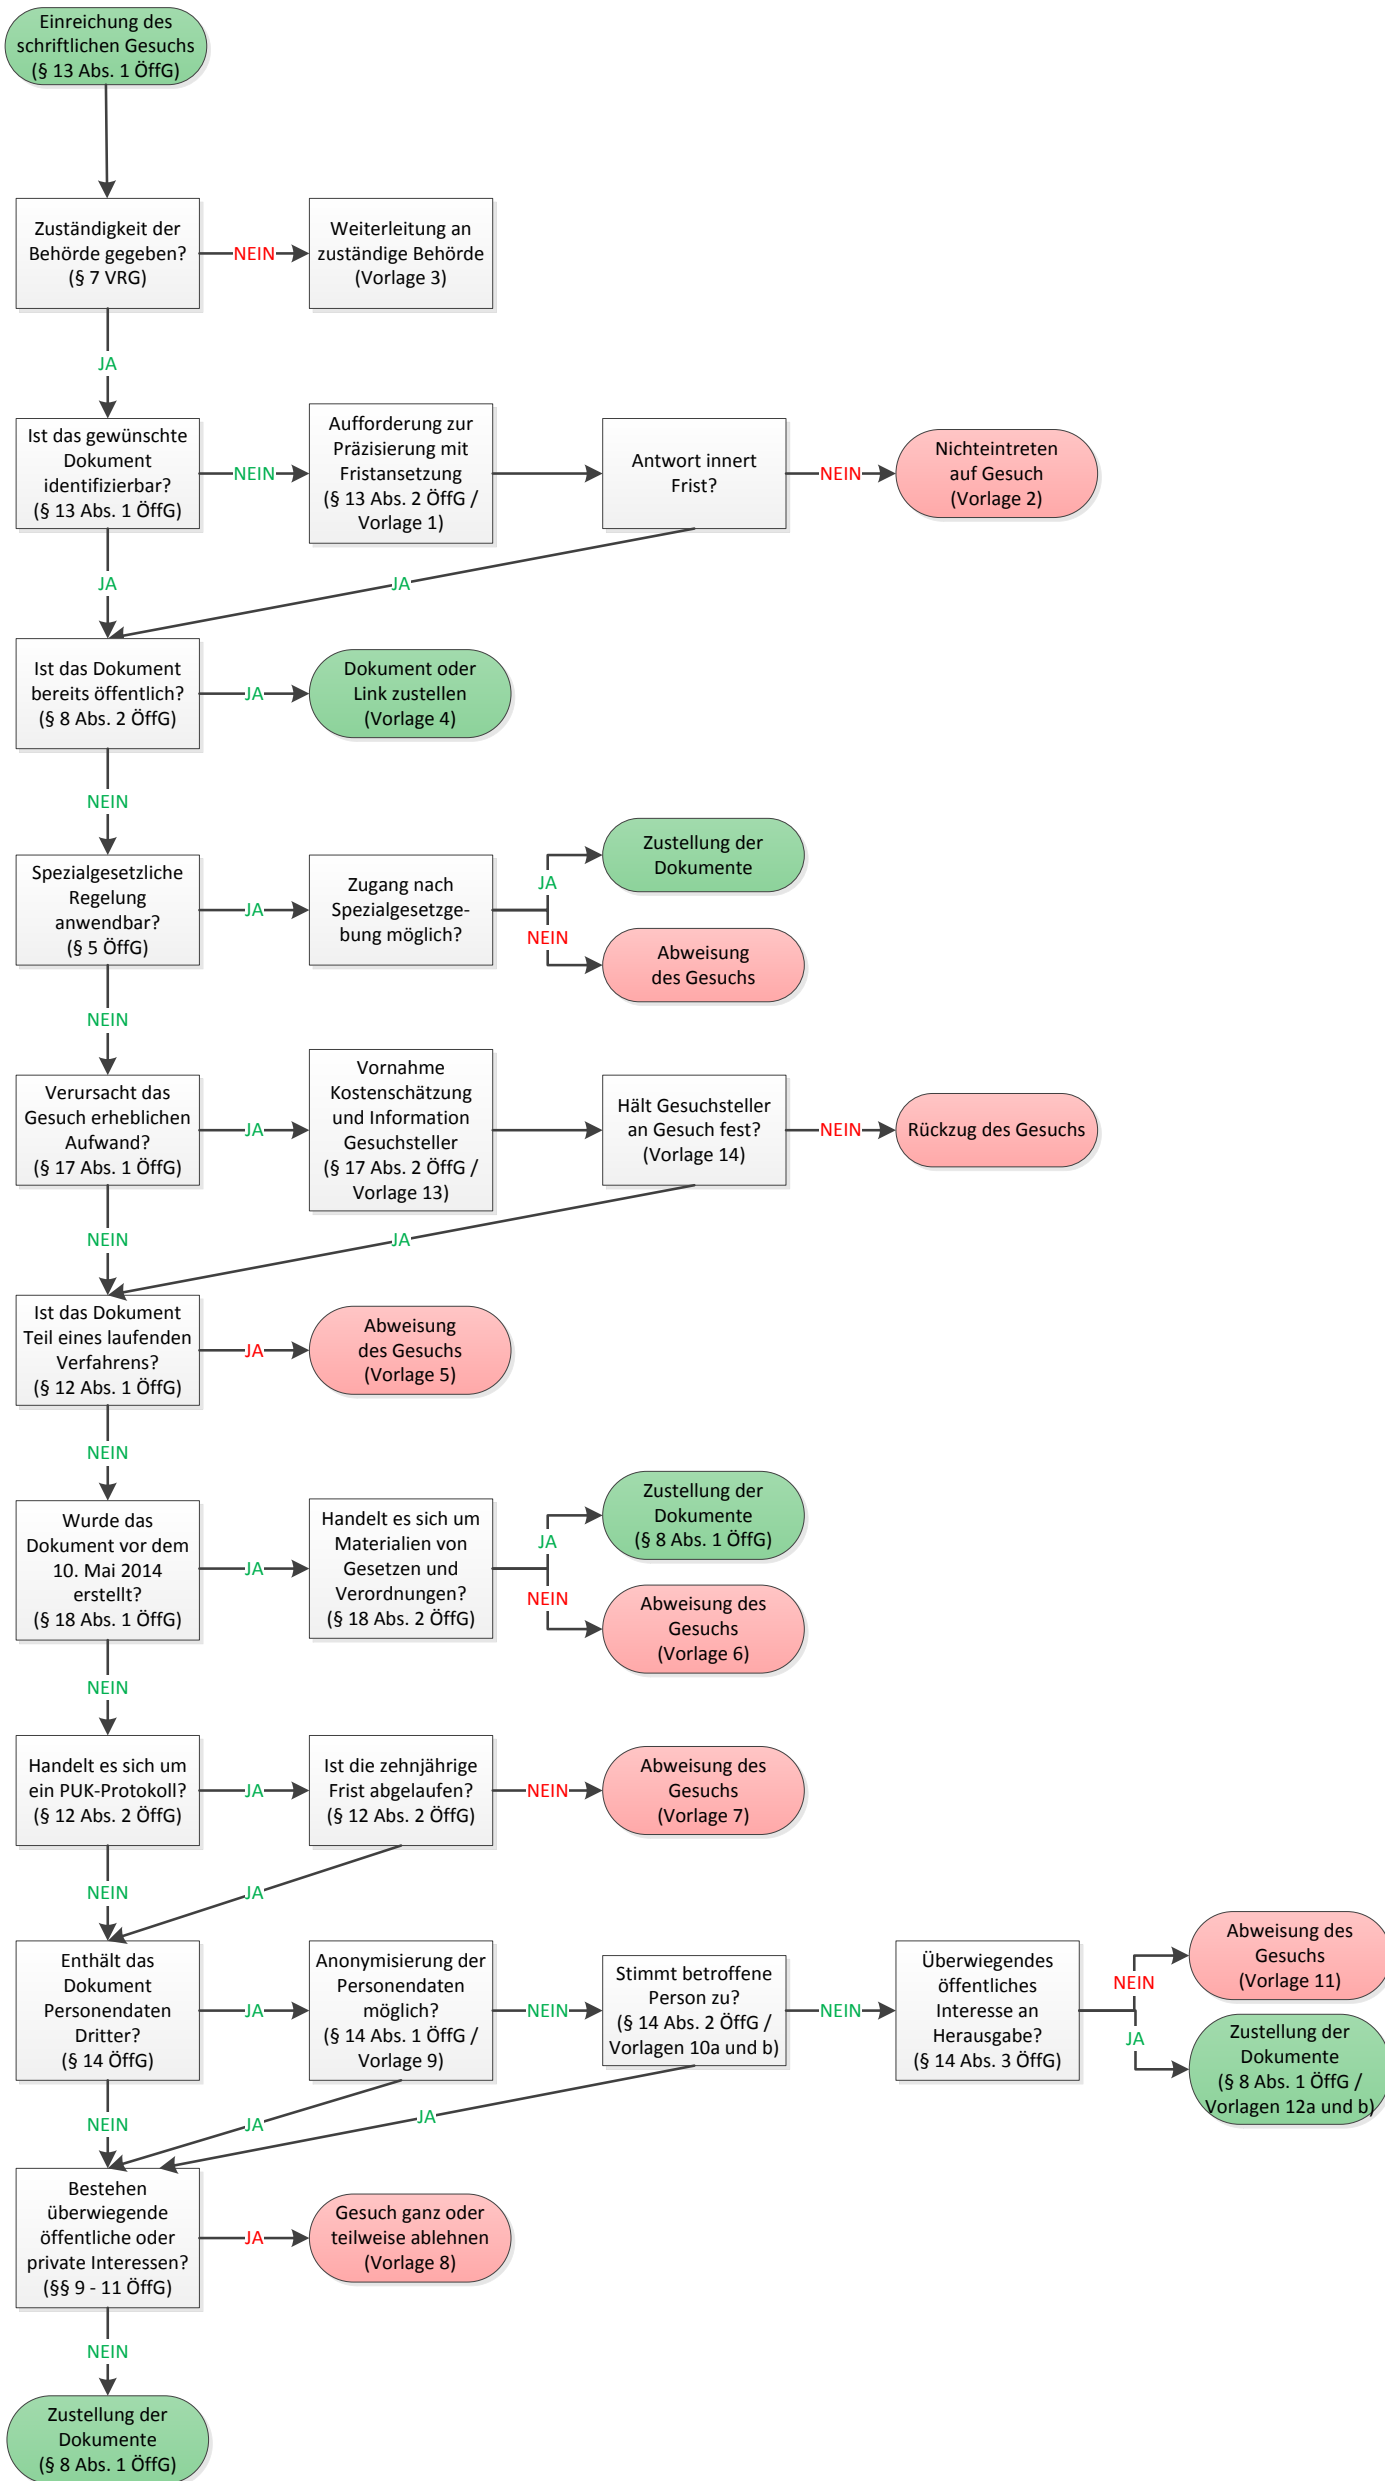 Einreichung des
schriftlichen Gesuchs
(§ 13 Abs. 1 ÖffG)
Zuständigkeit der
Behörde gegeben?
(§ 7 VRG)
NEIN
Weiterleitung an
zuständige Behörde
(Vorlage 3)
JA
Ist das gewünschte
Dokument
identifizierbar?
(§ 13 Abs. 1 ÖffG)
NEIN
Aufforderung zur
Präzisierung mit
Fristansetzung
(§ 13 Abs. 2 ÖffG /
Vorlage 1)
Antwort innert
Frist?
NEIN
Nichteintreten
auf Gesuch
(Vorlage 2)
JA
JA
Ist das Dokument
bereits öffentlich?
(§ 8 Abs. 2 ÖffG)
JA
Dokument oder
Link zustellen
(Vorlage 4)
NEIN
Spezialgesetzliche
Regelung
anwendbar?
(§ 5 ÖffG)
JA
Zugang nach
Spezialgesetzge-
bung möglich?
JA
Zustellung der
Dokumente
NEIN
Abweisung
des Gesuchs
NEIN
Verursacht das
Gesuch erheblichen
Aufwand?
(§ 17 Abs. 1 ÖffG)
JA
Vornahme
Kostenschätzung
und Information
Gesuchsteller
(§ 17 Abs. 2 ÖffG /
Vorlage 13)
Hält Gesuchsteller
an Gesuch fest?
(Vorlage 14)
NEIN
Rückzug des Gesuchs
NEIN
JA
Ist das Dokument
Teil eines laufenden
Verfahrens?
(§ 12 Abs. 1 ÖffG)
JA
Abweisung
des Gesuchs
(Vorlage 5)
NEIN
Wurde das
Dokument vor dem
10. Mai 2014
erstellt?
(§ 18 Abs. 1 ÖffG)
JA
Handelt es sich um
Materialien von
Gesetzen und
Verordnungen?
(§ 18 Abs. 2 ÖffG)
JA
Zustellung der
Dokumente
(§ 8 Abs. 1 ÖffG)
NEIN
Abweisung des
Gesuchs
(Vorlage 6)
NEIN
Handelt es sich um
ein PUK-Protokoll?
(§ 12 Abs. 2 ÖffG)
JA
Ist die zehnjährige
Frist abgelaufen?
(§ 12 Abs. 2 ÖffG)
NEIN
Abweisung des
Gesuchs
(Vorlage 7)
NEIN
JA
Enthält das
Dokument
Personendaten
Dritter?
(§ 14 ÖffG)
JA
Anonymisierung der
Personendaten
möglich?
(§ 14 Abs. 1 ÖffG /
Vorlage 9)
NEIN
Stimmt betroffene
Person zu?
(§ 14 Abs. 2 ÖffG /
Vorlagen 10a und b)
NEIN
Überwiegendes
öffentliches
Interesse an
Herausgabe?
(§ 14 Abs. 3 ÖffG)
NEIN
Abweisung des
Gesuchs
(Vorlage 11)
JA
Zustellung der
Dokumente
(§ 8 Abs. 1 ÖffG /
Vorlagen 12a und b)
NEIN
JA
JA
Bestehen
überwiegende
öffentliche oder
private Interessen?
(§§ 9 - 11 ÖffG)
JA
Gesuch ganz oder
teilweise ablehnen
(Vorlage 8)
NEIN
Zustellung der
Dokumente
(§ 8 Abs. 1 ÖffG)